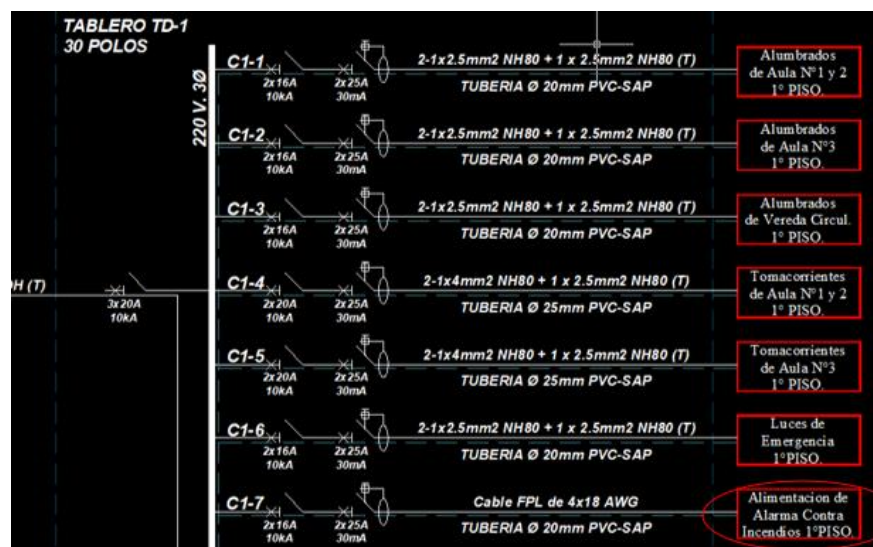 TABLERO TD-1
30 POLOS
220 V. 3Ø
H (T)
3x20A
10kA
C1-1
2x16A
10kA
2x25A
30mA
2-1x2.5mm2 NH80 + 1 x 2.5mm2 NH80 (T)
TUBERIA Ø 20mm PVC-SAP
Alumbrados
de Aula N°1 y 2
1° PISO.
C1-2
2x16A
10kA
2x25A
30mA
2-1x2.5mm2 NH80 + 1 x 2.5mm2 NH80 (T)
TUBERIA Ø 20mm PVC-SAP
Alumbrados
de Aula N°3
1° PISO.
C1-3
2x16A
10kA
2x25A
30mA
2-1x2.5mm2 NH80 + 1 x 2.5mm2 NH80 (T)
TUBERIA Ø 20mm PVC-SAP
Alumbrados
de Vereda Circul.
1° PISO.
C1-4
2x20A
10kA
2x25A
30mA
2-1x4mm2 NH80 + 1 x 2.5mm2 NH80 (T)
TUBERIA Ø 25mm PVC-SAP
Tomacorrientes
de Aula N°1 y 2
1° PISO.
C1-5
2x20A
10kA
2x25A
30mA
2-1x4mm2 NH80 + 1 x 2.5mm2 NH80 (T)
TUBERIA Ø 25mm PVC-SAP
Tomacorrientes
de Aula N°3
1° PISO.
C1-6
2x16A
10kA
2x25A
30mA
2-1x2.5mm2 NH80 + 1 x 2.5mm2 NH80 (T)
TUBERIA Ø 20mm PVC-SAP
Luces de
Emergencia
1°PISO.
C1-7
2x16A
10kA
2x25A
30mA
Cable FPL de 4x18 AWG
TUBERIA Ø 20mm PVC-SAP
Alimentacion de
Alarma Contra
Incendios 1°PISO.